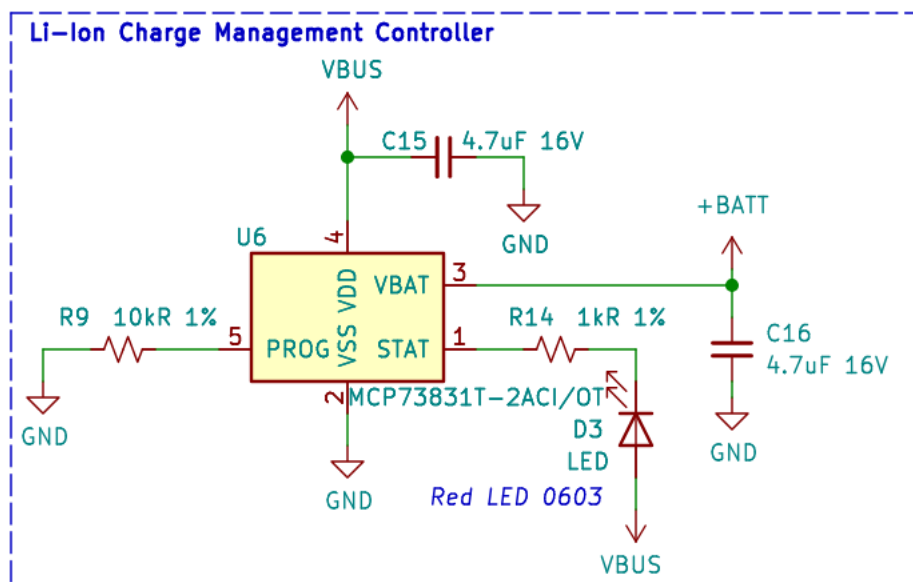 Li-Ion Charge Management Controller
VBUS
C15 4.7uF 16V
GND
+BATT
U6
4
VDD
VBAT
3
R9 10kR 1%
5
PROG
VSS
STAT
1
R14 1kR 1%
C16
4.7uF 16V
2
MCP73831T-2ACI/OT
GND
D3
LED
GND
GND
Red LED 0603
VBUS